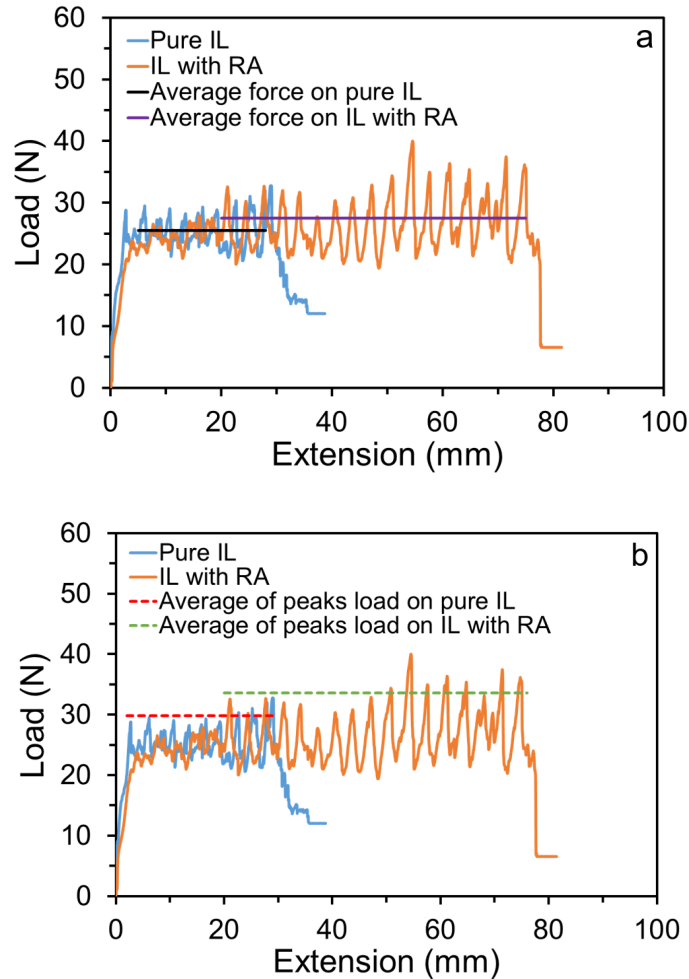 a
Pure IL
IL with RA
Average force on pure IL
Average force on IL with RA
Load (N)
60
50
40
30
20
10
0
0 20 40 60 80 100
Extension (mm)
b
Pure IL
IL with RA
Average of peaks load on pure IL
Average of peaks load on IL with RA
Load (N)
60
50
40
30
20
10
0
0 20 40 60 80 100
Extension (mm)